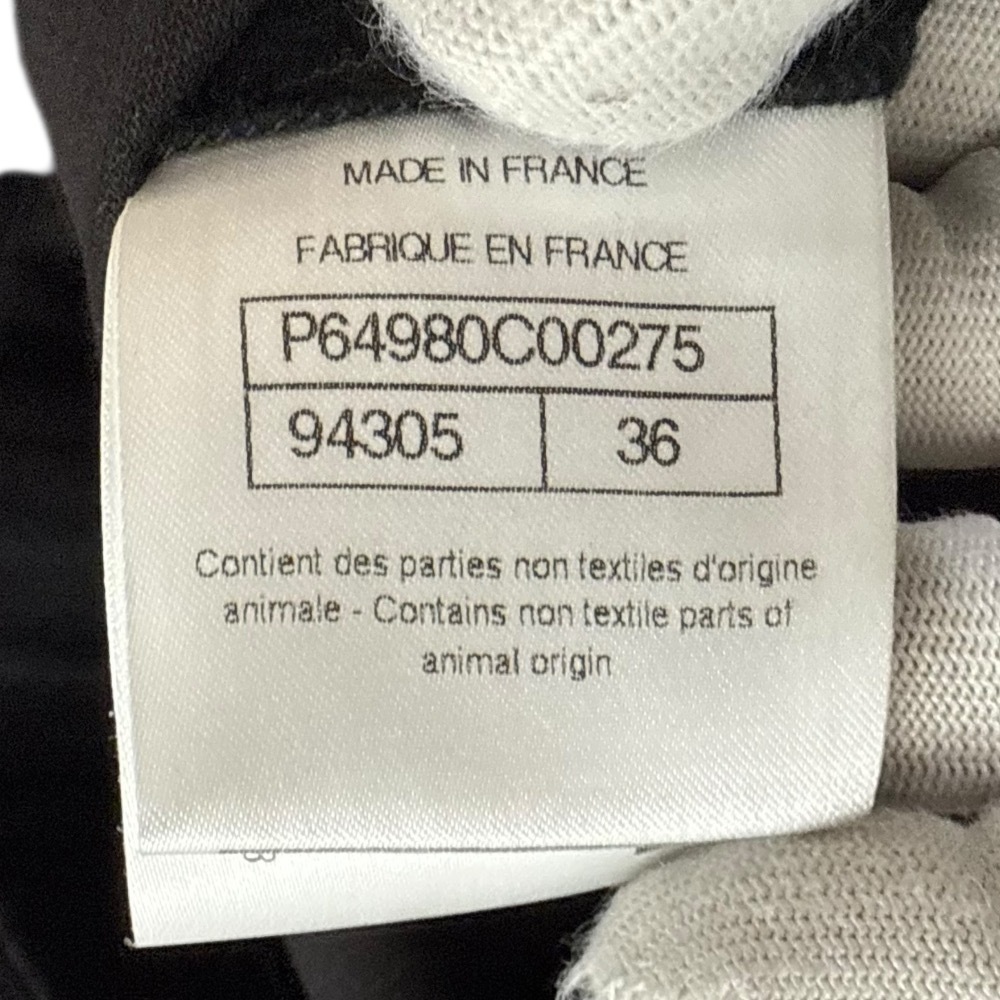 MADE IN FRANCE
FABRIQUE EN FRANCE
P64980C00275
94305 36
Contient des parties non textiles d'origine
animale - Contains non textile parts of
animal origin